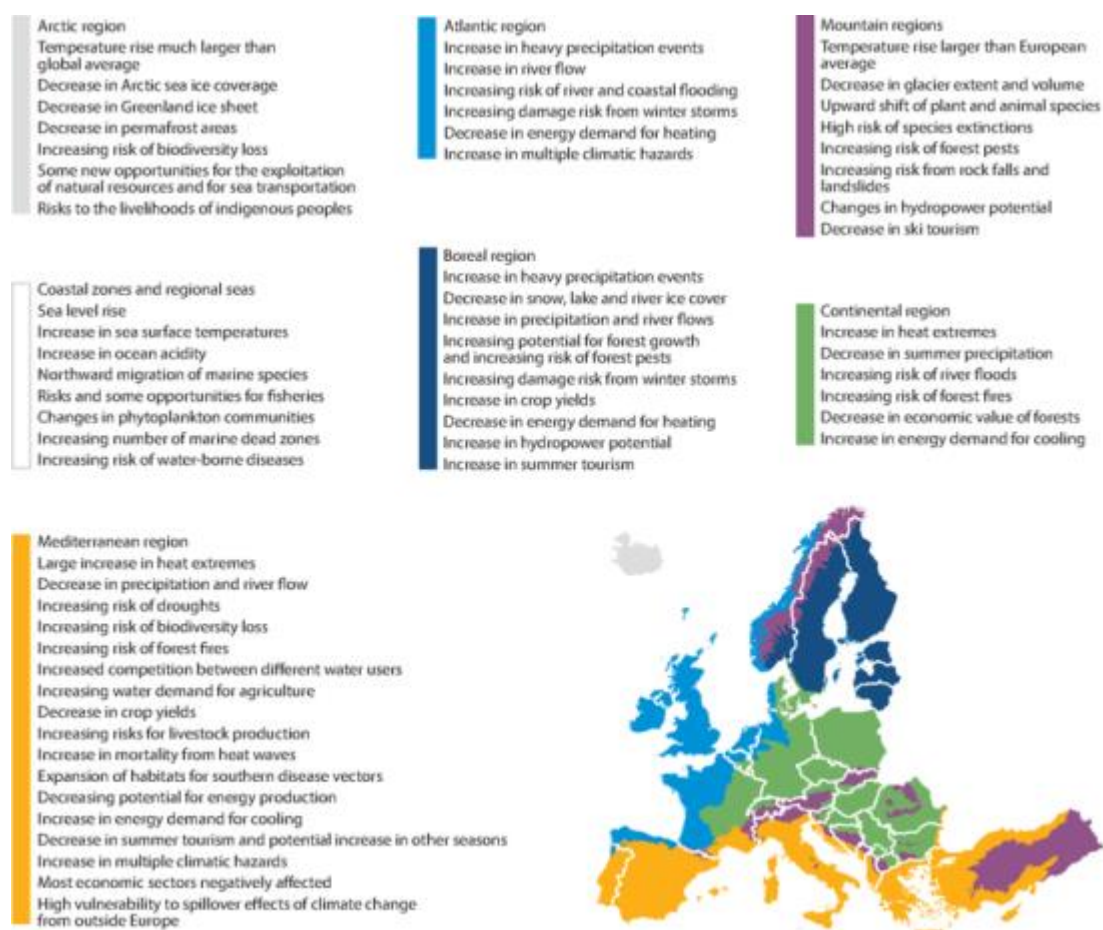 Arctic region
Temperature rise much larger than
global average
Decrease in Arctic sea ice coverage
Decrease in Greenland ice sheet
Decrease in permafrost areas
Increasing risk of biodiversity loss
Some new opportunities for the exploitation
of natural resources and for sea transportation
Risks to the livelihoods of indigenous peoples
Atlantic region
Increase in heavy precipitation events
Increase in river flow
Increasing risk of river and coastal flooding
Increasing damage risk from winter storms
Decrease in energy demand for heating
Increase in multiple climatic hazards
Mountain regions
Temperature rise larger than European
average
Decrease in glacier extent and volume
Upward shift of plant and animal species
High risk of species extinctions
Increasing risk of forest pests
Increasing risk from rock falls and
landslides
Changes in hydropower potential
Decrease in ski tourism
Coastal zones and regional seas
Sea level rise
Increase in sea surface temperatures
Increase in ocean acidity
Northward migration of marine species
Risks and some opportunities for fisheries
Changes in phytoplankton communities
Increasing number of marine dead zones
Increasing risk of water-borne diseases
Boreal region
Increase in heavy precipitation events
Decrease in snow, lake and river ice cover
Increase in precipitation and river flows
Increasing potential for forest growth
and increasing risk of forest pests
Increasing damage risk from winter storms
Increase in crop yields
Decrease in energy demand for heating
Increase in hydropower potential
Increase in summer tourism
Continental region
Increase in heat extremes
Decrease in summer precipitation
Increasing risk of river floods
Increasing risk of forest fires
Decrease in economic value of forests
Increase in energy demand for cooling
Mediterranean region
Large increase in heat extremes
Decrease in precipitation and river flow
Increasing risk of droughts
Increasing risk of biodiversity loss
Increasing risk of forest fires
Increased competition between different water users
Increasing water demand for agriculture
Decrease in crop yields
Increasing risks for livestock production
Increase in mortality from heat waves
Expansion of habitats for southern disease vectors
Decreasing potential for energy production
Increase in energy demand for cooling
Decrease in summer tourism and potential increase in other seasons
Increase in multiple climatic hazards
Most economic sectors negatively affected
High vulnerability to spillover effects of climate change
from outside Europe